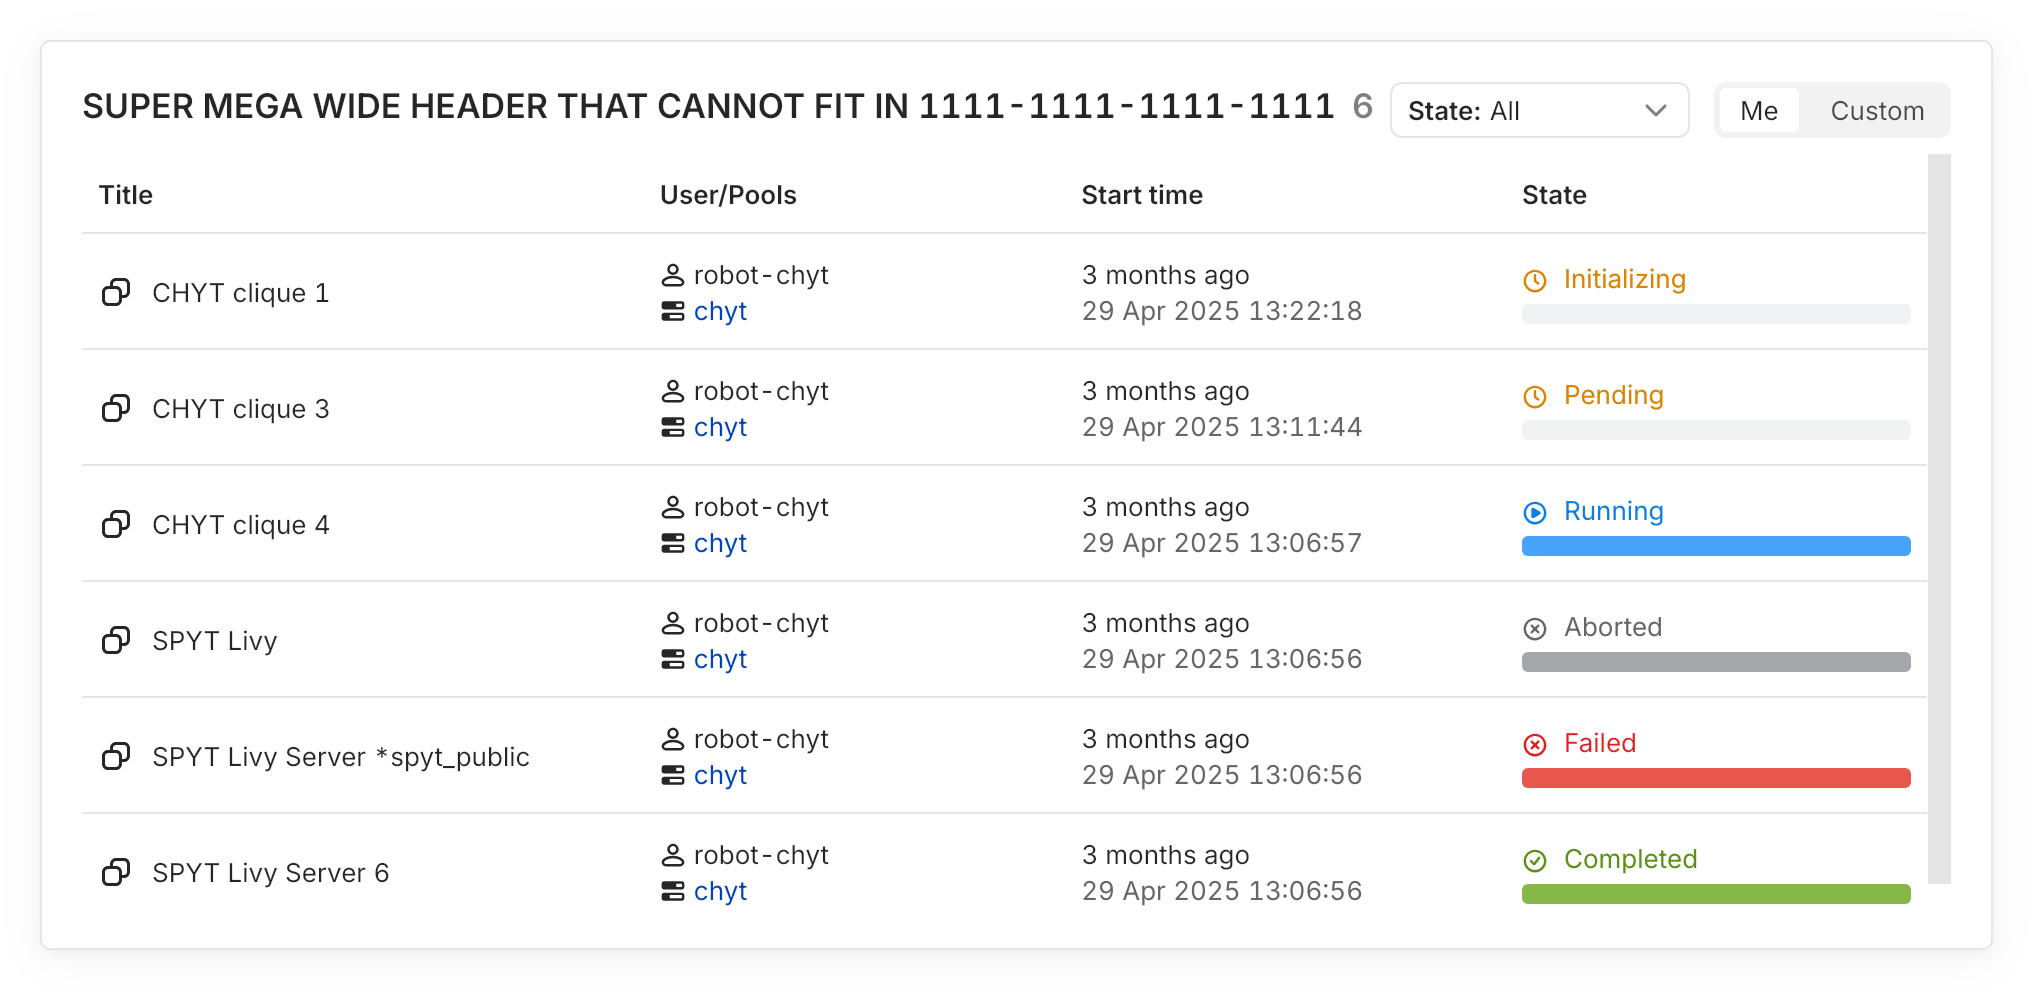 SUPER MEGA WIDE HEADER THAT CANNOT FIT IN 1111-1111-1111-1111 6 State: All Me Custom
Title User/Pools Start time State
CHYT clique 1 robot-chyt 3 months ago Initializing
chyt 29 Apr 2025 13:22:18
CHYT clique 3 robot-chyt 3 months ago Pending
chyt 29 Apr 2025 13:11:44
CHYT clique 4 robot-chyt 3 months ago Running
chyt 29 Apr 2025 13:06:57
SPYT Livy robot-chyt 3 months ago Aborted
chyt 29 Apr 2025 13:06:56
SPYT Livy Server *spyt_public robot-chyt 3 months ago Failed
chyt 29 Apr 2025 13:06:56
SPYT Livy Server 6 robot-chyt 3 months ago Completed
chyt 29 Apr 2025 13:06:56